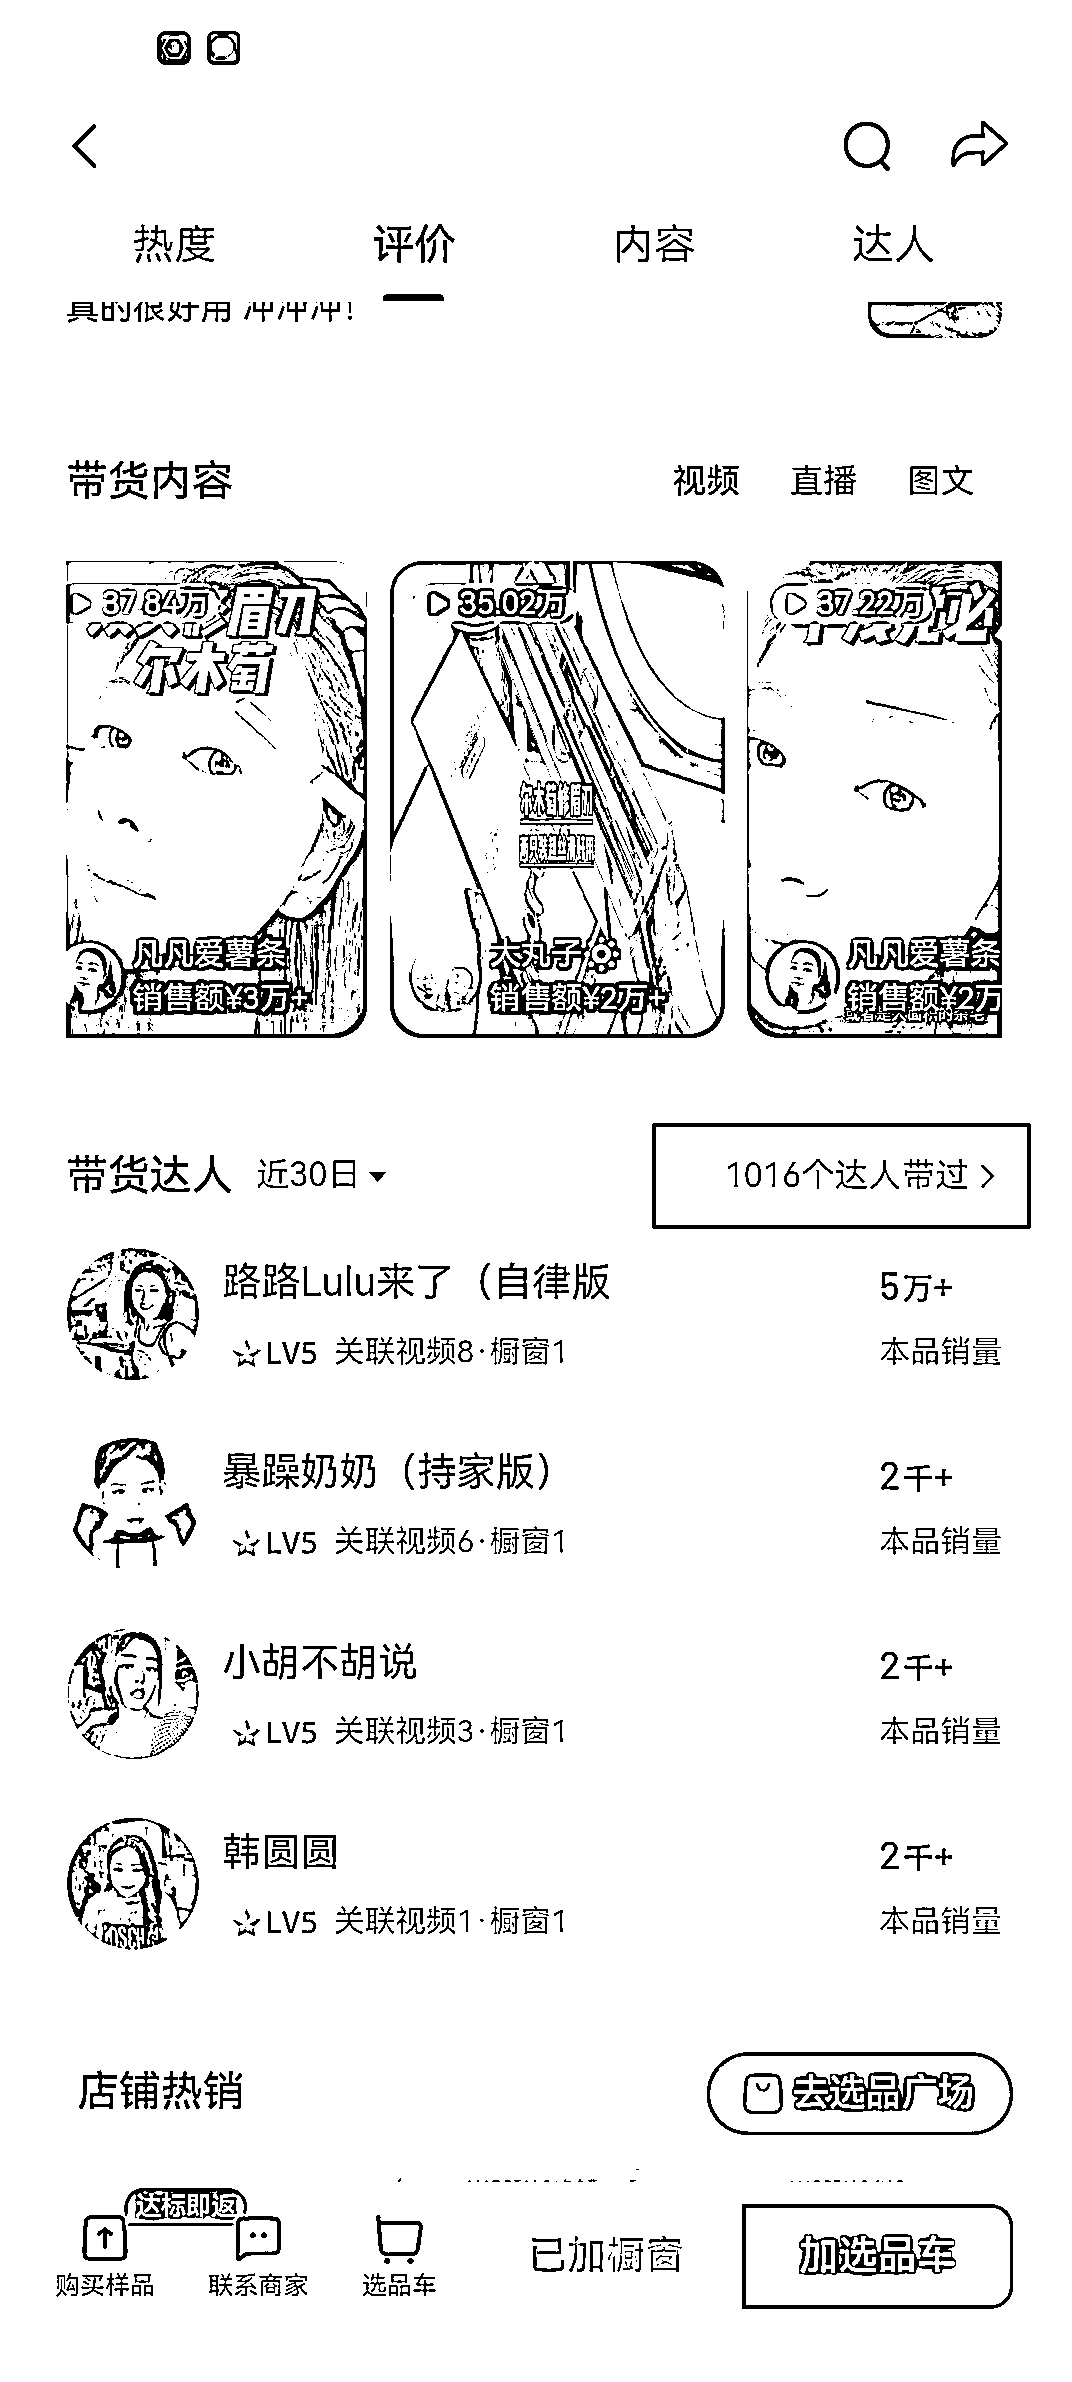 热度 评价 内容 达人
真的很好用 冲冲冲!
带货内容 视频 直播 图文
37.84万 眉刀
尔木萄
35.02万
37.22万
尔木萄修眉刀
凡凡爱薯条
销售额¥3万+
大丸子
销售额¥2万+
凡凡爱薯条
销售额¥2万
带货达人 近30日 1016个达人带过
路路Lulu来了（自律版 5万+
LV5 关联视频8·橱窗1 本品销量
暴躁奶奶（持家版） 2千+
LV5 关联视频6·橱窗1 本品销量
小胡不胡说 2千+
LV5 关联视频3·橱窗1 本品销量
韩圆圆 2千+
LV5 关联视频1·橱窗1 本品销量
店铺热销 去选品广场
达标即返
购买样品 联系商家 选品车 已加橱窗 加选品车